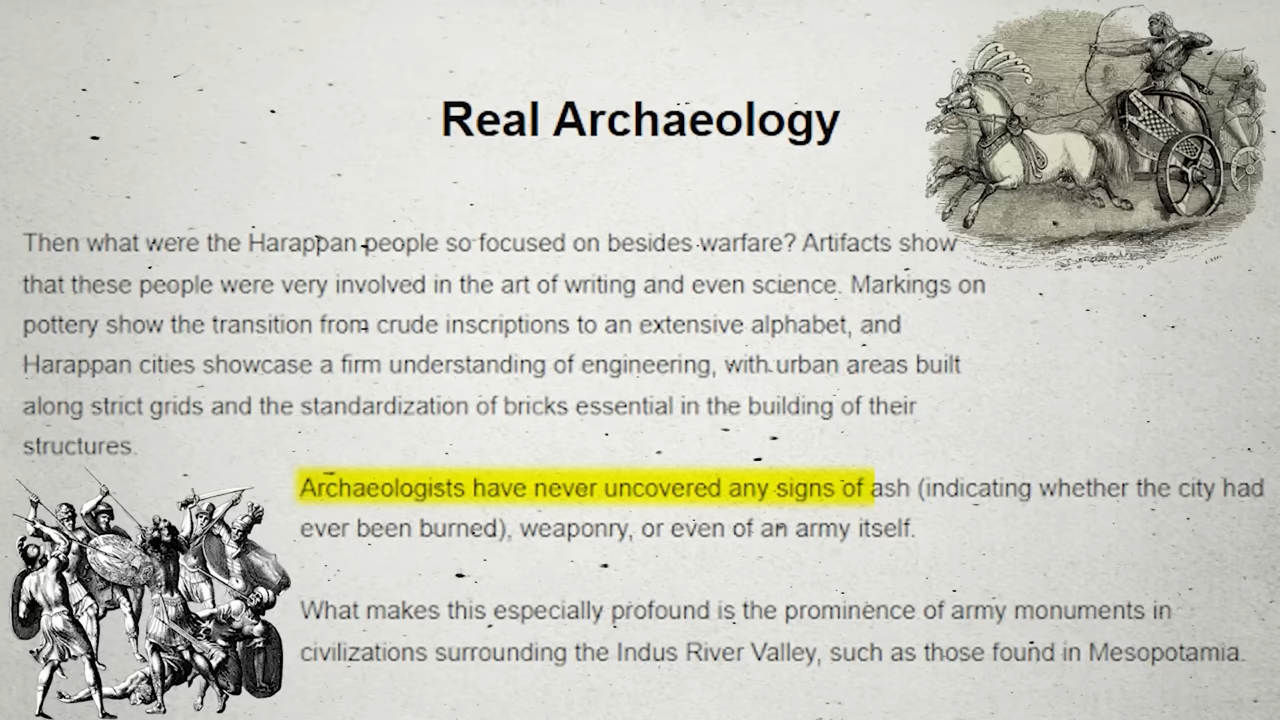 Real Archaeology
Then what were the Harappan people so focused on besides warfare? Artifacts show
that these people were very involved in the art of writing and even science. Markings on
pottery show the transition from crude inscriptions to an extensive alphabet, and
Harappan cities showcase a firm understanding of engineering, with urban areas built
along strict grids and the standardization of bricks essential in the building of their
structures.
Archaeologists have never uncovered any signs of ash (indicating whether the city had
ever been burned), weaponry, or even of an army itself.
What makes this especially profound is the prominence of army monuments in
civilizations surrounding the Indus River Valley, such as those found in Mesopotamia.